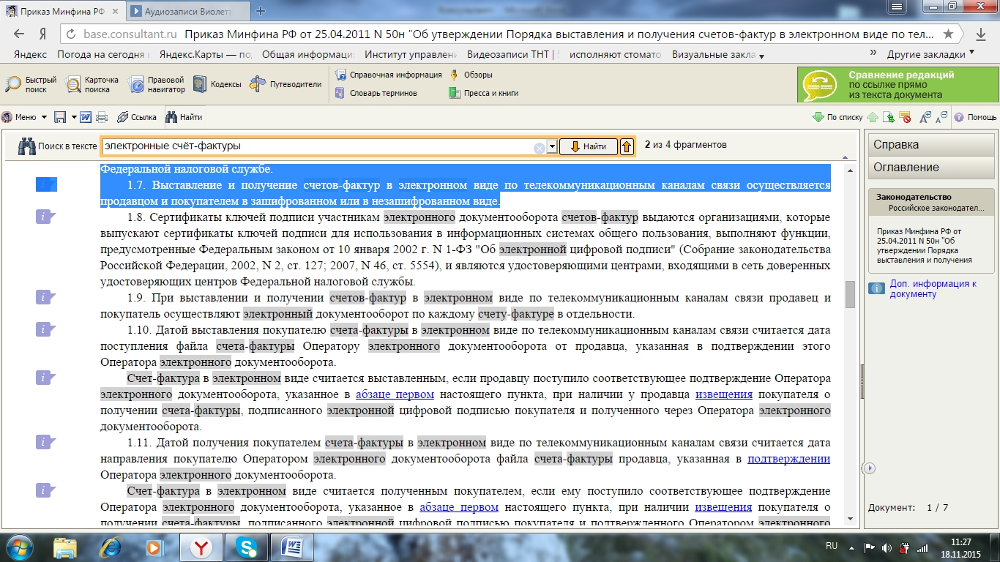 Приказ Минфина РФ
Аудиозаписи Виолетт
base.consultant.ru Приказ Минфина РФ от 25.04.2011 N 50н "Об утверждении Порядка выставления и получения счетов-фактур в электронном виде по тел...
Яндекс Погода на сегодня Яндекс.Карты — по Общая информаци Институт управлени Видеозаписи ТНТ | исполняют стомато Визуальные закла » Другие закладки
Быстрый поиск
Карточка поиска
Правовой навигатор
Кодексы
Путеводители
Справочная информация
Обзоры
Словарь терминов
Пресса и книги
Сравнение редакций
по ссылке прямо
из текста документа
Меню Ссылка Найти По списку Помощь
Поиск в тексте электронные счёт-фактуры Найти 2 из 4 фрагментов
Федеральной налоговой службе.
1.7. Выставление и получение счетов-фактур в электронном виде по телекоммуникационным каналам связи осуществляется
продавцом и покупателем в зашифрованном или в незашифрованном виде.
1.8. Сертификаты ключей подписи участникам электронного документооборота счетов-фактур выдаются организациями, которые
выпускают сертификаты ключей подписи для использования в информационных системах общего пользования, выполняют функции,
предусмотренные Федеральным законом от 10 января 2002 г. N 1-ФЗ "Об электронной цифровой подписи" (Собрание законодательства
Российской Федерации, 2002, N 2, ст. 127; 2007, N 46, ст. 5554), и являются удостоверяющими центрами, входящими в сеть доверенных
удостоверяющих центров Федеральной налоговой службы.
1.9. При выставлении и получении счетов-фактур в электронном виде по телекоммуникационным каналам связи продавец и
покупатель осуществляют электронный документооборот по каждому счету-фактуре в отдельности.
1.10. Датой выставления покупателю счета-фактуры в электронном виде по телекоммуникационным каналам связи считается дата
поступления файла счета-фактуры Оператору электронного документооборота от продавца, указанная в подтверждении этого
Оператора электронного документооборота.
Счет-фактура в электронном виде считается выставленным, если продавцу поступило соответствующее подтверждение Оператора
электронного документооборота, указанное в абзаце первом настоящего пункта, при наличии у продавца извещения покупателя о
получении счета-фактуры, подписанного электронной цифровой подписью покупателя и полученного через Оператора электронного
документооборота.
1.11. Датой получения покупателем счета-фактуры в электронном виде по телекоммуникационным каналам связи считается дата
направления покупателю Оператором электронного документооборота файла счета-фактуры продавца, указанная в подтверждении
Оператора электронного документооборота.
Счет-фактура в электронном виде считается полученным покупателем, если ему поступило соответствующее подтверждение
Оператора электронного документооборота, указанное в абзаце первом настоящего пункта, при наличии извещения покупателя о
получении счета-фактуры, подписанного электронной цифровой подписью покупателя и подтвержденного Оператором электронного
Справка
Оглавление
Законодательство
Российское законодател...
Приказ Минфина РФ от
25.04.2011 N 50н "Об
утверждении Порядка
выставления и получения
Доп. информация к
документу
Документ: 1 / 7
RU
11:27
18.11.2015